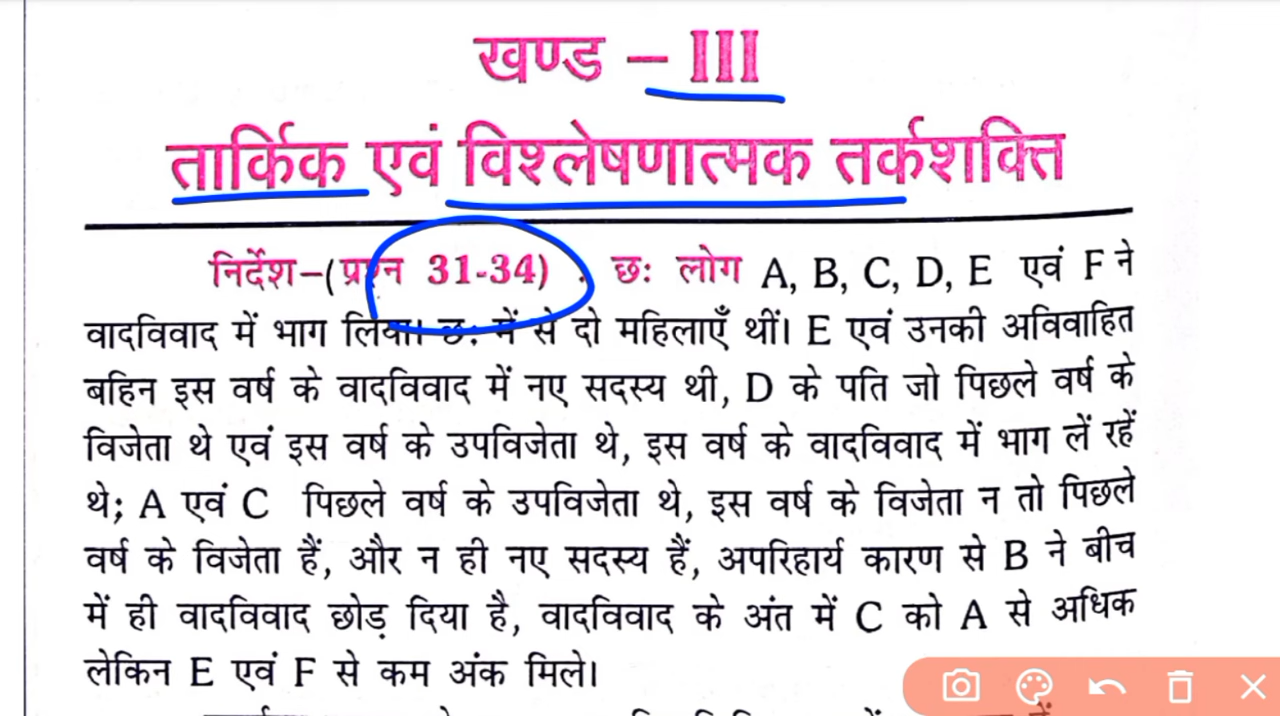 खण्ड – III
तार्किक एवं विश्लेषणात्मक तर्कशक्ति
निर्देश–(प्रश्न 31-34) : छः लोग A, B, C, D, E एवं F ने
वादविवाद में भाग लिया। छः में से दो महिलाएँ थीं। E एवं उनकी अविवाहित
बहिन इस वर्ष के वादविवाद में नए सदस्य थी, D के पति जो पिछले वर्ष के
विजेता थे एवं इस वर्ष के उपविजेता थे, इस वर्ष के वादविवाद में भाग लें रहें
थे; A एवं C पिछले वर्ष के उपविजेता थे, इस वर्ष के विजेता न तो पिछले
वर्ष के विजेता हैं, और न ही नए सदस्य हैं, अपरिहार्य कारण से B ने बीच
में ही वादविवाद छोड़ दिया है, वादविवाद के अंत में C को A से अधिक
लेकिन E एवं F से कम अंक मिले।